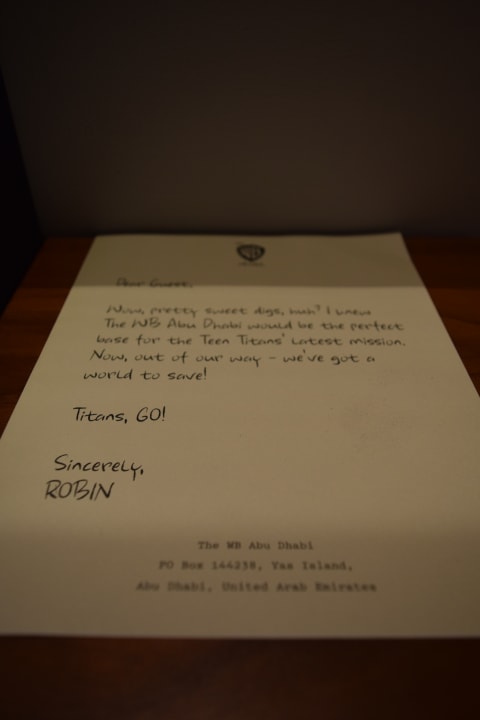 WB
Dear Guest,
Wow, pretty sweet digs, huh? I knew
The WB Abu Dhabi would be the perfect
base for the Teen Titans' latest mission.
Now, out of our way - we've got a
world to save!
Titans, GO!
Sincerely,
ROBIN
The WB Abu Dhabi
PO Box 144238, Yas Island,
Abu Dhabi, United Arab Emirates